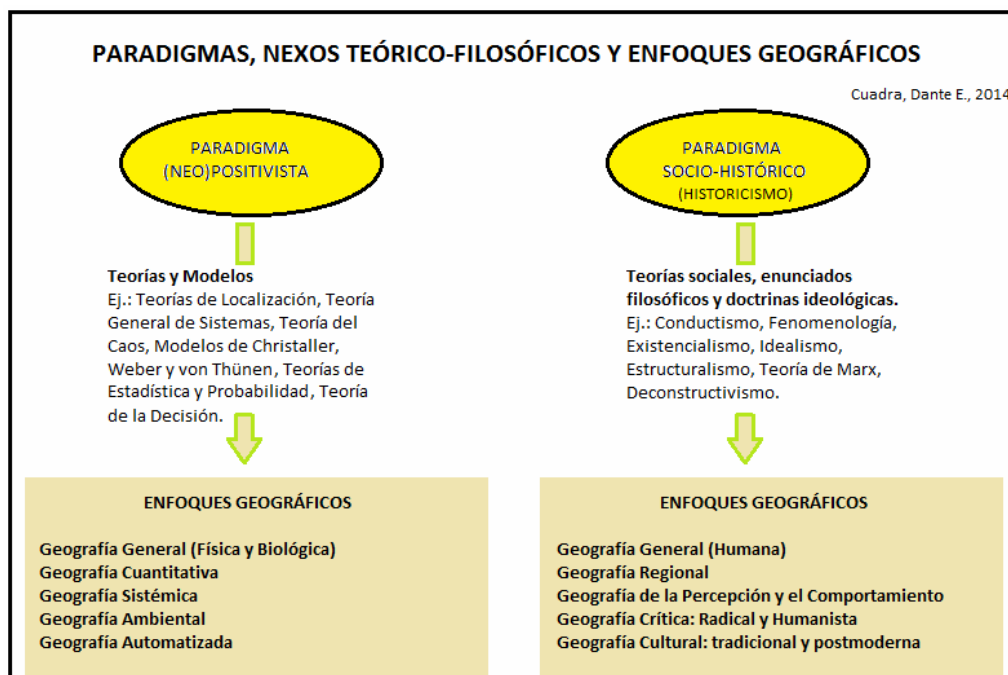 PARADIGMAS, NEXOS TEÓRICO-FILOSÓFICOS Y ENFOQUES GEOGRÁFICOS
Cuadra, Dante E., 2014
PARADIGMA
(NEO)POSITIVISTA
Teorías y Modelos
Ej.: Teorías de Localización, Teoría
General de Sistemas, Teoría del
Caos, Modelos de Christaller,
Weber y von Thünen, Teorías de
Estadística y Probabilidad, Teoría
de la Decisión.
ENFOQUES GEOGRÁFICOS
Geografía General (Física y Biológica)
Geografía Cuantitativa
Geografía Sistémica
Geografía Ambiental
Geografía Automatizada
PARADIGMA
SOCIO-HISTÓRICO
(HISTORICISMO)
Teorías sociales, enunciados
filosóficos y doctrinas ideológicas.
Ej.: Conductismo, Fenomenología,
Existencialismo, Idealismo,
Estructuralismo, Teoría de Marx,
Deconstructivismo.
ENFOQUES GEOGRÁFICOS
Geografía General (Humana)
Geografía Regional
Geografía de la Percepción y el Comportamiento
Geografía Crítica: Radical y Humanista
Geografía Cultural: tradicional y postmoderna